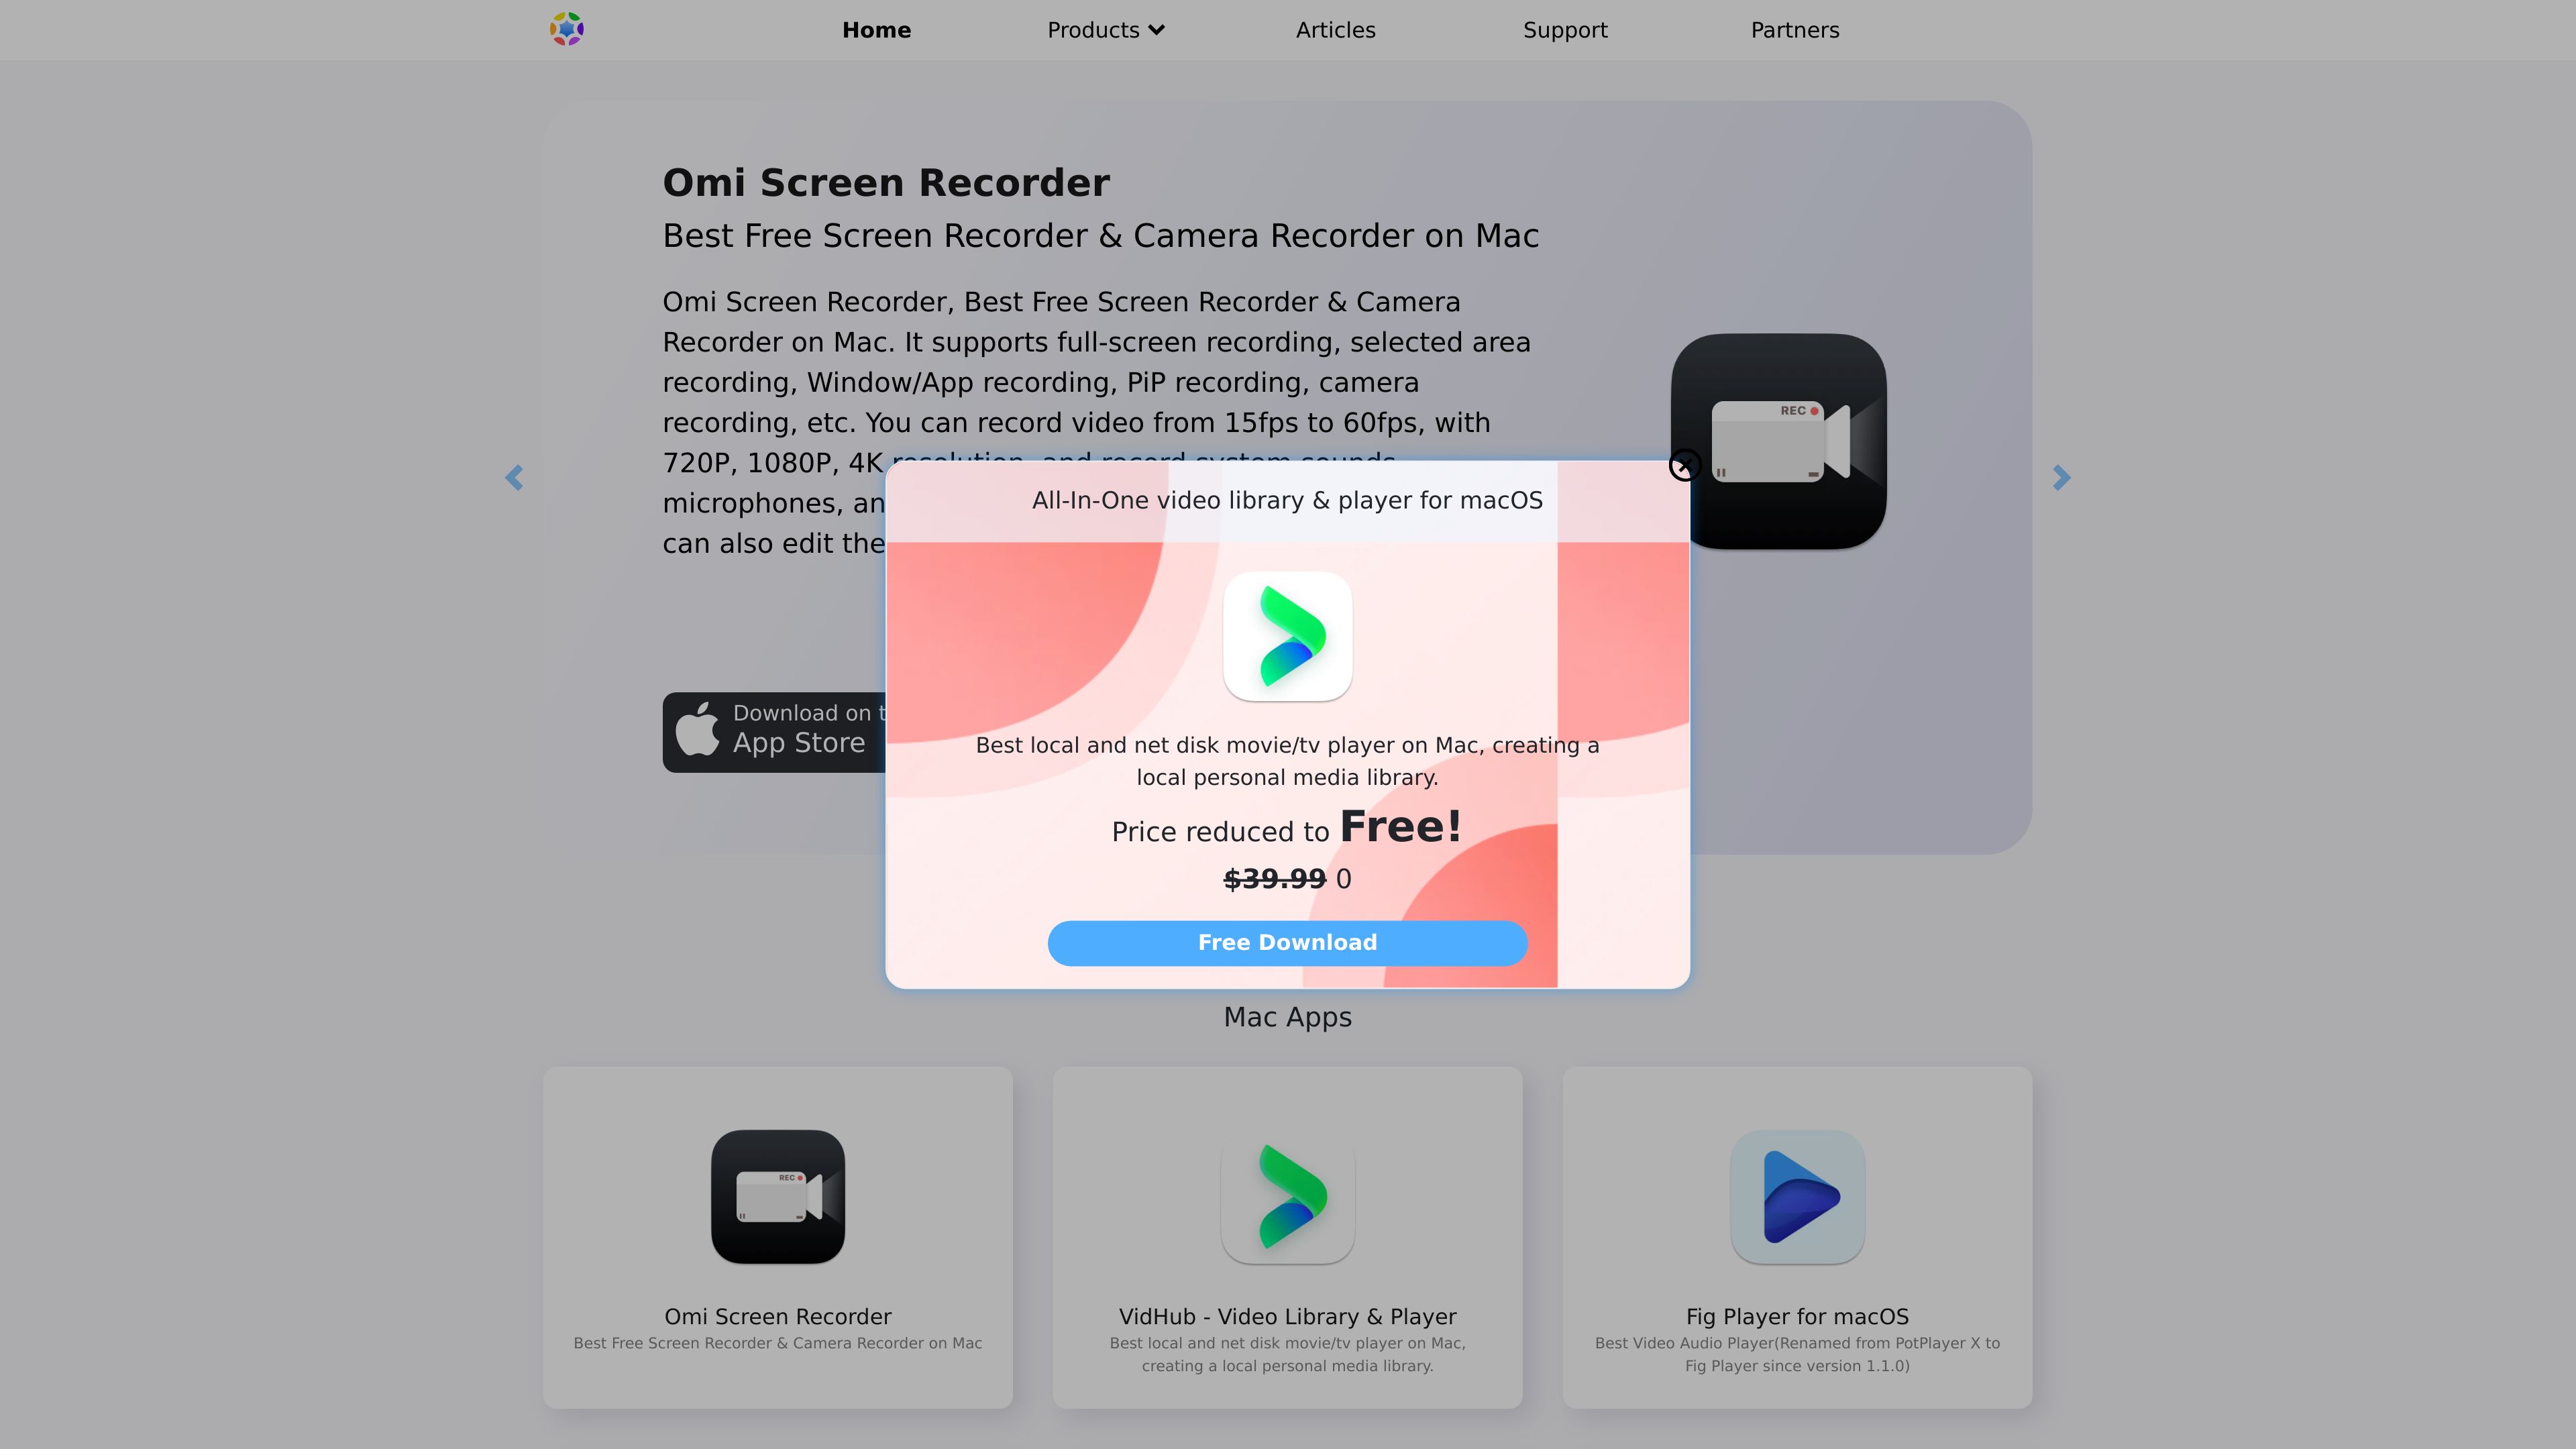 Home
Products
Articles
Support
Partners
Omi Screen Recorder
Best Free Screen Recorder & Camera Recorder on Mac
Omi Screen Recorder, Best Free Screen Recorder & Camera
Recorder on Mac. It supports full-screen recording, selected area
recording, Window/App recording, PiP recording, camera
recording, etc. You can record video from 15fps to 60fps, with
720P, 1080P, 4K resolution, and record system sounds,
microphones, an
can also edit the
REC
Download on t
App Store
All-In-One video library & player for macOS
Best local and net disk movie/tv player on Mac, creating a
local personal media library.
Price reduced to Free!
$39.99 0
Free Download
Mac Apps
REC
Omi Screen Recorder
Best Free Screen Recorder & Camera Recorder on Mac
VidHub - Video Library & Player
Best local and net disk movie/tv player on Mac,
creating a local personal media library.
Fig Player for macOS
Best Video Audio Player(Renamed from PotPlayer X to
Fig Player since version 1.1.0)